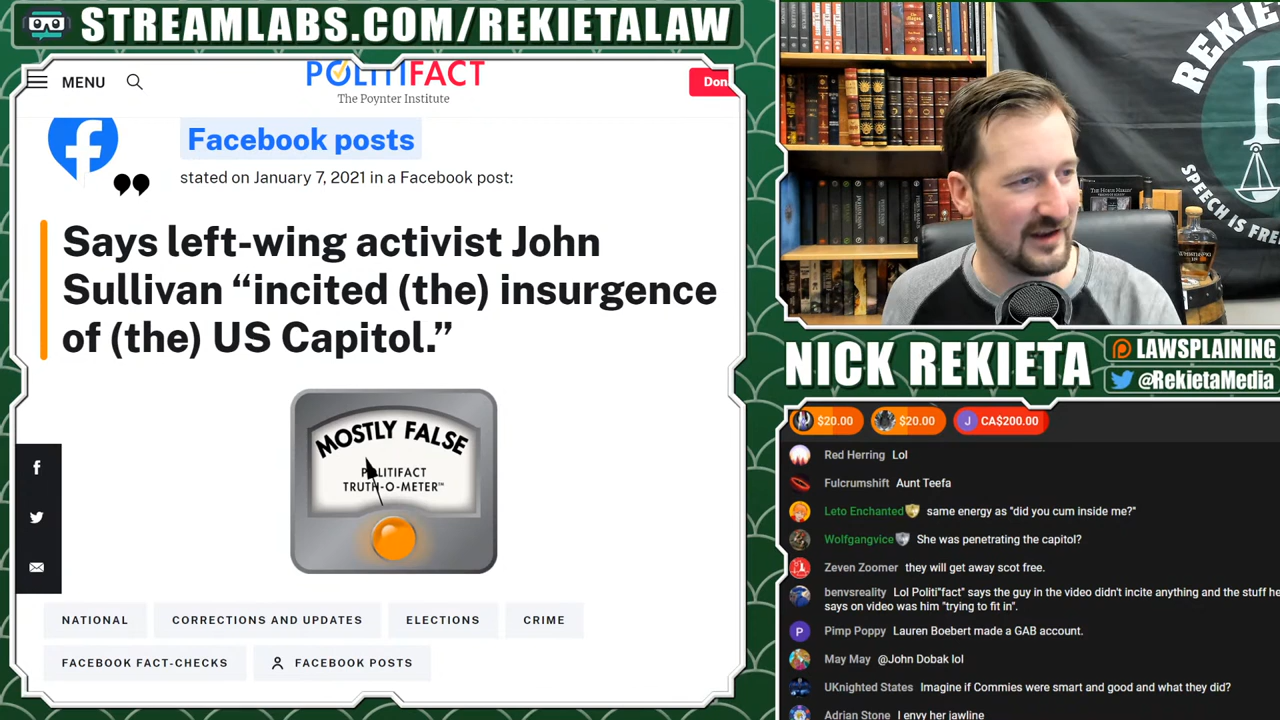 STREAMLABS.COM/REKIETALAW
MENU
POLITIFACT
The Poynter Institute
Facebook posts
stated on January 7, 2021 in a Facebook post:
Says left-wing activist John
Sullivan “incited (the) insurgence
of (the) US Capitol.”
MOSTLY FALSE
POLITIFACT
TRUTH-O-METER™
NATIONAL
CORRECTIONS AND UPDATES
ELECTIONS
CRIME
FACEBOOK FACT-CHECKS
FACEBOOK POSTS
SPEECH IS
NICK REKIETA
LAWSPLAINING
@RekietaMedia
$20.00
$20.00
J CA$200.00
Red Herring Lol
Fulcrumshift Aunt Teefa
Leto Enchanted same energy as "did you cum inside me?"
Wolfgangvice She was penetrating the capitol?
Zeven Zoomer they will get away scot free.
benvsreality Lol Politi"fact" says the guy in the video didn't incite anything and the stuff he
says on video was him "trying to fit in".
P Pimp Poppy Lauren Boebert made a GAB account.
May May @John Dobak lol
UKnighted States Imagine if Commies were smart and good and what they did?
Adrian Stone I envy her jawline